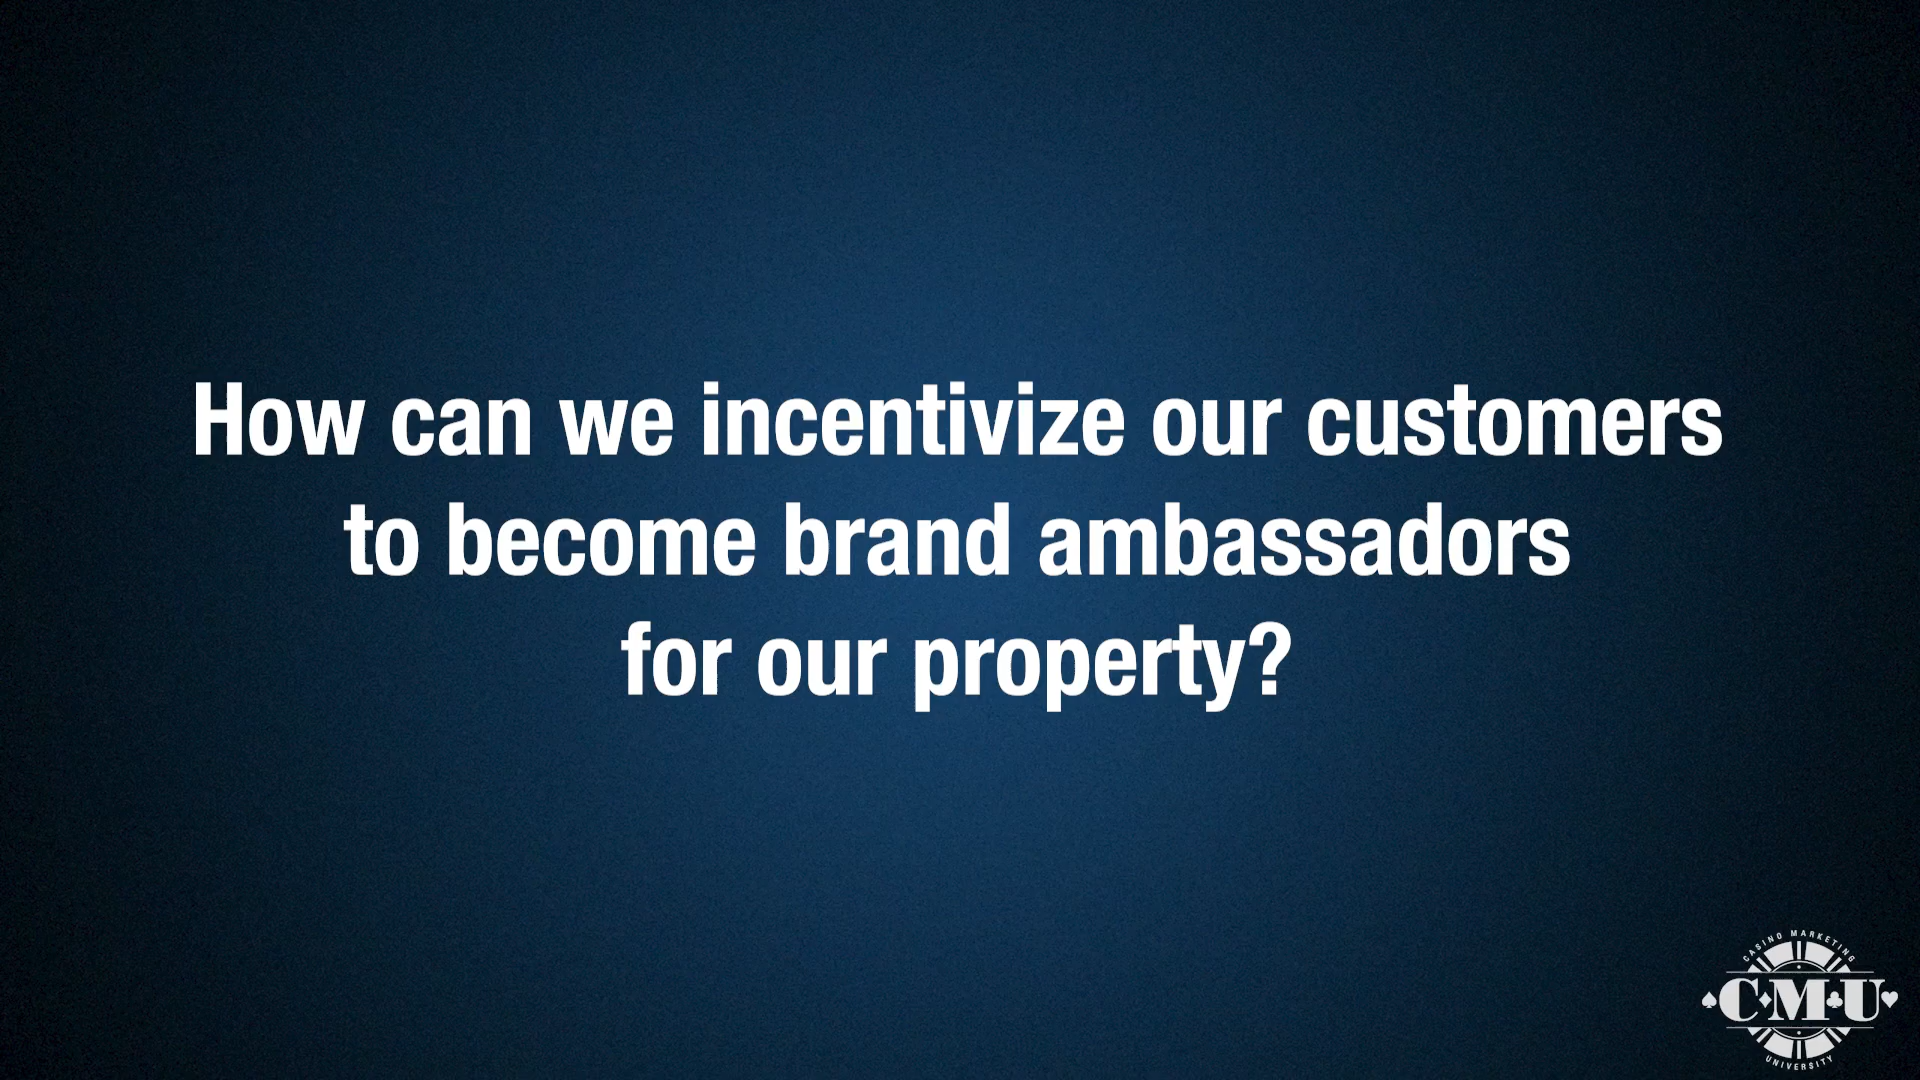 How can we incentivize our customers
to become brand ambassadors
for our property?
CASINO MARKETING
C M U
UNIVERSITY